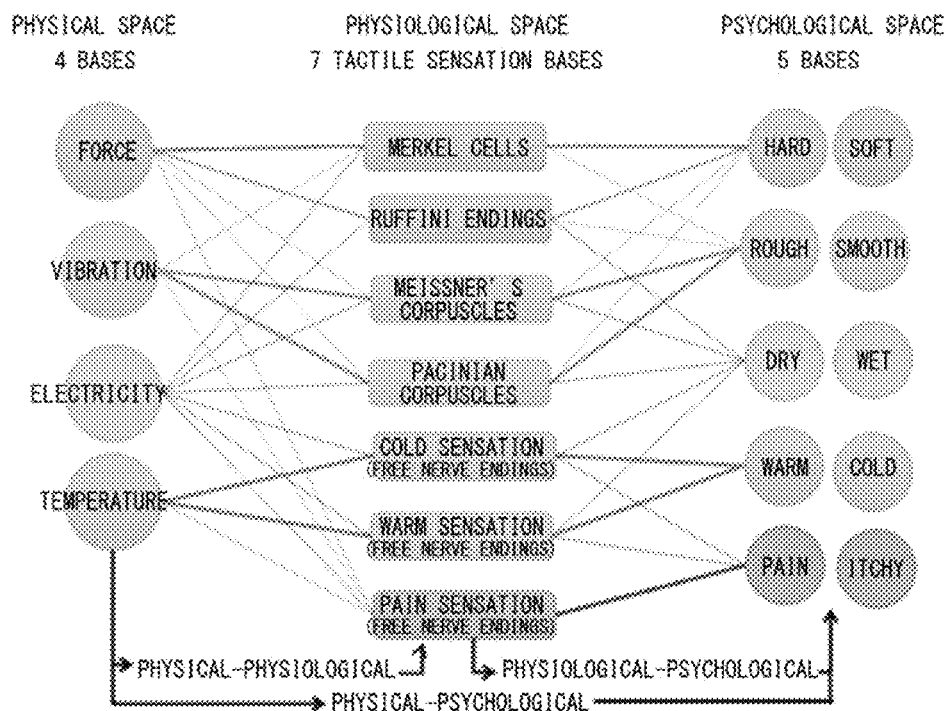 PHYSICAL SPACE
4 BASES
PHYSIOLOGICAL SPACE
7 TACTILE SENSATION BASES
PSYCHOLOGICAL SPACE
5 BASES
FORCE
VIBRATION
ELECTRICITY
TEMPERATURE
MERKEL CELLS
RUFFINI ENDINGS
MEISSNER' S
CORPUSCLES
PACINIAN
CORPUSCLES
COLD SENSATION
(FREE NERVE ENDINGS)
WARM SENSATION
(FREE NERVE ENDINGS)
PAIN SENSATION
(FREE NERVE ENDINGS)
HARD SOFT
ROUGH SMOOTH
DRY WET
WARM COLD
PAIN ITCHY
PHYSICAL-PHYSIOLOGICAL
PHYSIOLOGICAL-PSYCHOLOGICAL
PHYSICAL-PSYCHOLOGICAL